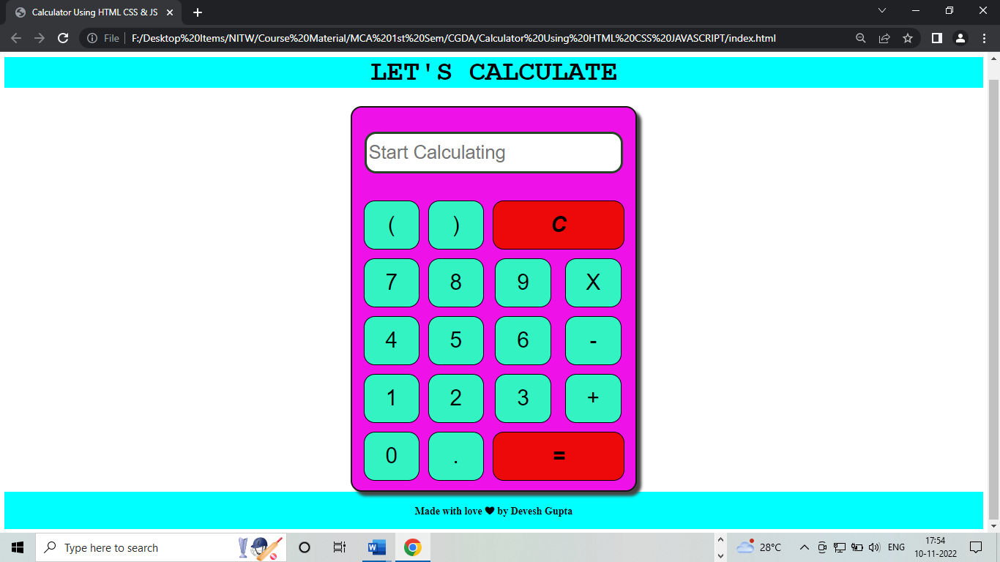 Calculator Using HTML CSS & JS
File
F:/Desktop%20Items/NITW/Course%20Material/MCA%201st%20Sem/CGDA/Calculator%20Using%20HTML%20CSS%20JAVASCRIPT/index.html
LET'S CALCULATE
Start Calculating
( ) C
7 8 9 X
4 5 6 -
1 2 3 +
0 . =
Made with love ❤ by Devesh Gupta
Type here to search
28°C
ENG
17:54
10-11-2022